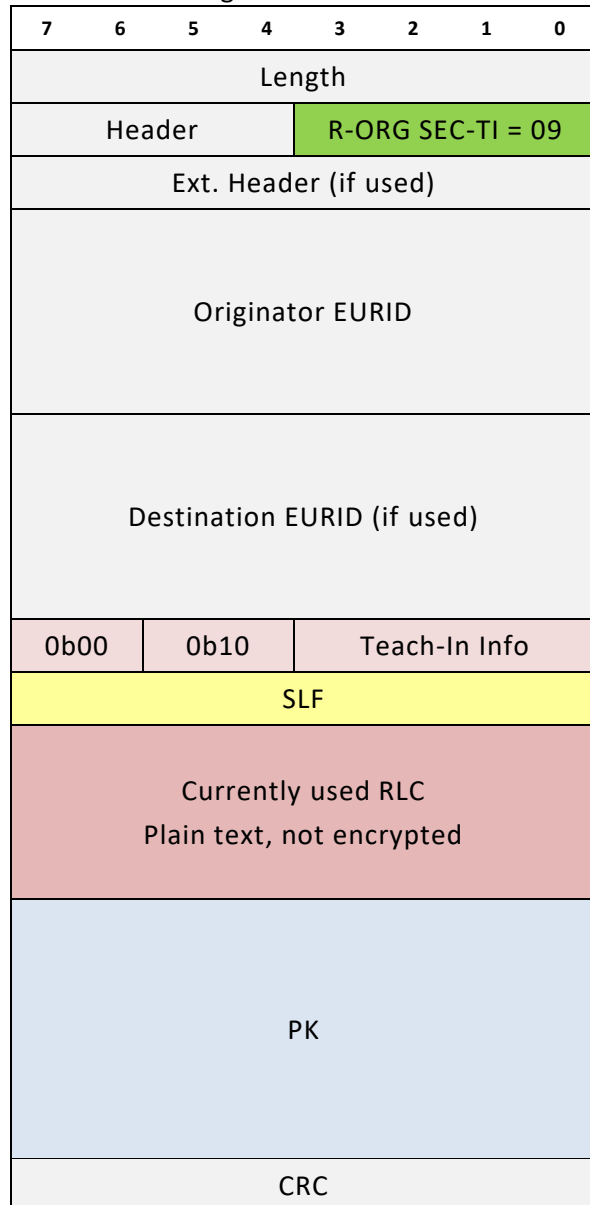 7 6 5 4 3 2 1 0
Length
Header R-ORG SEC-TI = 09
Ext. Header (if used)
Originator EURID
Destination EURID (if used)
0b00 0b10 Teach-In Info
SLF
Currently used RLC
Plain text, not encrypted
PK
CRC